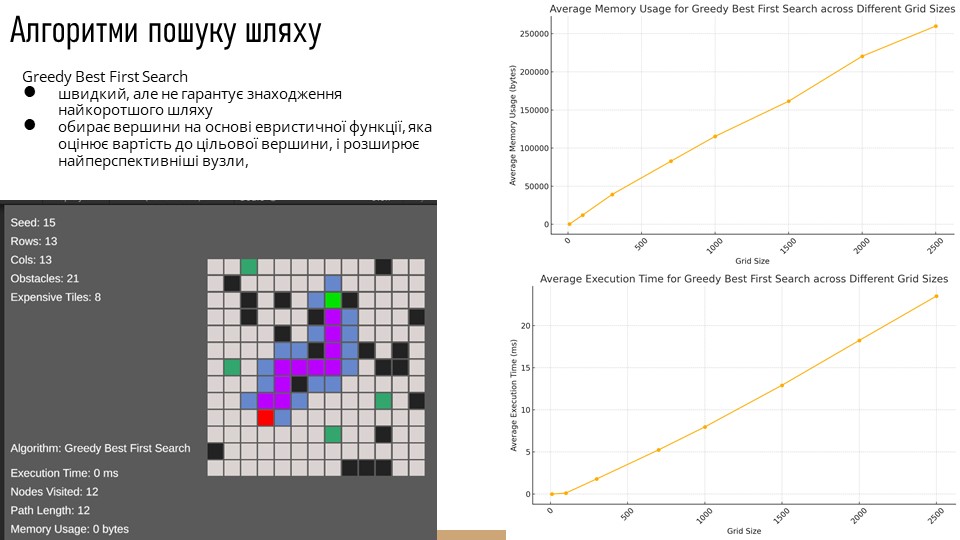 Алгоритми пошуку шляху
Greedy Best First Search
● швидкий, але не гарантує знаходження
найкоротшого шляху
● обирає вершини на основі евристичної функції, яка
оцінює вартість до цільової вершини, і розширює
найперспективніші вузли,
Seed: 15
Rows: 13
Cols: 13
Obstacles: 21
Expensive Tiles: 8
Algorithm: Greedy Best First Search
Execution Time: 0 ms
Nodes Visited: 12
Path Length: 12
Memory Usage: 0 bytes
Average Memory Usage for Greedy Best First Search across Different Grid Sizes
Average Memory Usage (bytes)
250000
200000
150000
100000
50000
0
0 500 1000 1500 2000 2500
Grid Size
Average Execution Time for Greedy Best First Search across Different Grid Sizes
Average Execution Time (ms)
20
15
10
5
0
0 500 1000 1500 2000 2500
Grid Size